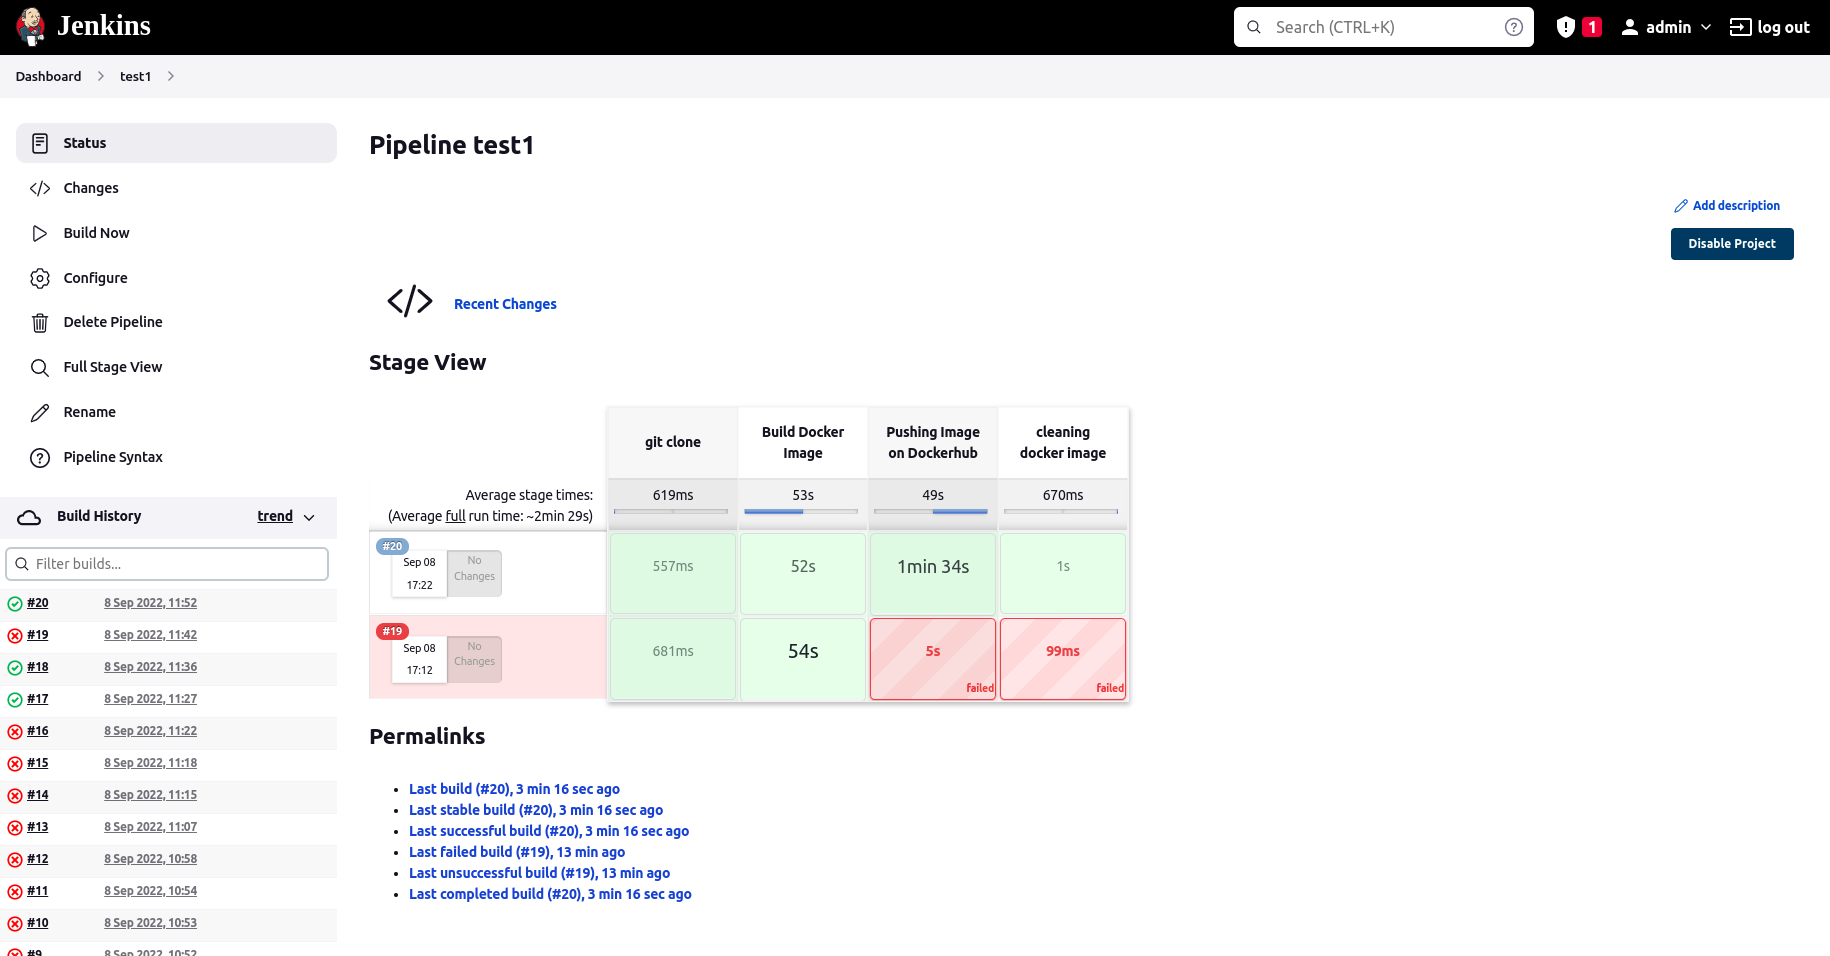 Jenkins
Search (CTRL+K)
1
admin
log out
Dashboard
test1
Status
Changes
Build Now
Configure
Delete Pipeline
Full Stage View
Rename
Pipeline Syntax
Build History
trend
Filter builds...
#20 8 Sep 2022, 11:52
#19 8 Sep 2022, 11:42
#18 8 Sep 2022, 11:36
#17 8 Sep 2022, 11:27
#16 8 Sep 2022, 11:22
#15 8 Sep 2022, 11:18
#14 8 Sep 2022, 11:15
#13 8 Sep 2022, 11:07
#12 8 Sep 2022, 10:58
#11 8 Sep 2022, 10:54
#10 8 Sep 2022, 10:53
#9 8 Sep 2022, 10:52
Pipeline test1
Add description
Disable Project
Recent Changes
Stage View
git clone
Build Docker
Image
Pushing Image
on Dockerhub
cleaning
docker image
Average stage times:
(Average full run time: ~2min 29s)
619ms
53s
49s
670ms
#20
Sep 08
17:22
No
Changes
557ms
52s
1min 34s
1s
#19
Sep 08
17:12
No
Changes
681ms
54s
5s
failed
99ms
failed
Permalinks
Last build (#20), 3 min 16 sec ago
Last stable build (#20), 3 min 16 sec ago
Last successful build (#20), 3 min 16 sec ago
Last failed build (#19), 13 min ago
Last unsuccessful build (#19), 13 min ago
Last completed build (#20), 3 min 16 sec ago